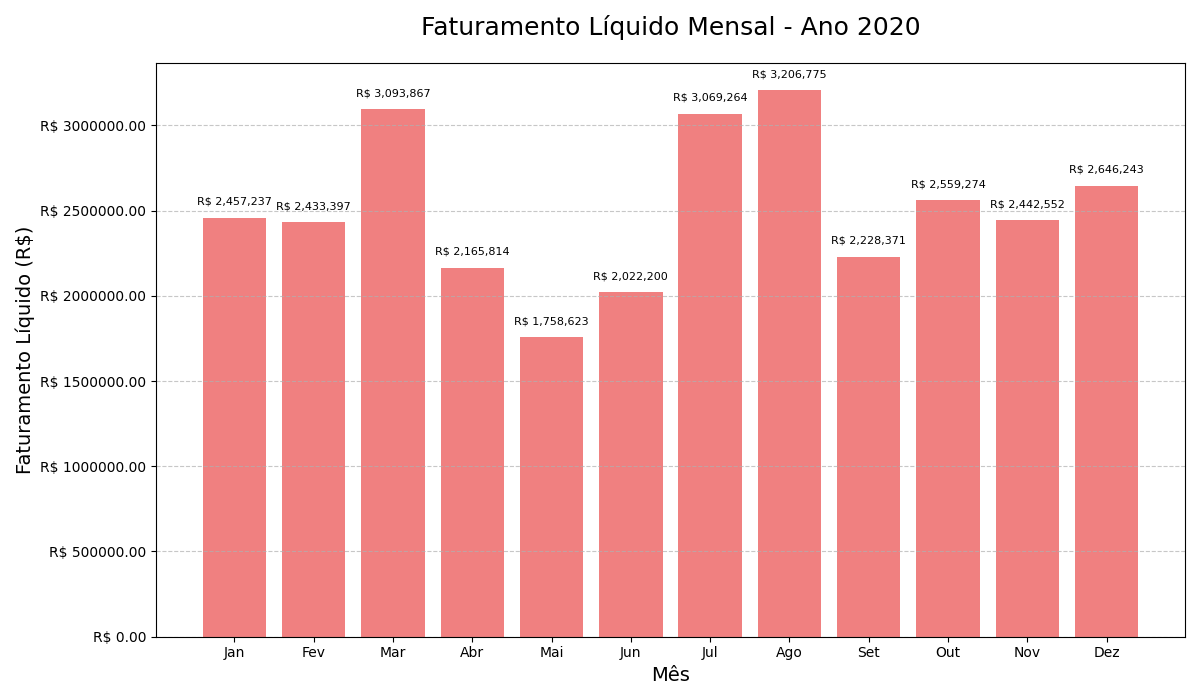 Faturamento Líquido Mensal - Ano 2020
Faturamento Líquido (R$)
R$ 3000000.00
R$ 2500000.00
R$ 2000000.00
R$ 1500000.00
R$ 1000000.00
R$ 500000.00
R$ 0.00
R$ 2,457,237
R$ 2,433,397
R$ 3,093,867
R$ 2,165,814
R$ 1,758,623
R$ 2,022,200
R$ 3,069,264
R$ 3,206,775
R$ 2,228,371
R$ 2,559,274
R$ 2,442,552
R$ 2,646,243
Jan Fev Mar Abr Mai Jun Jul Ago Set Out Nov Dez
Mês